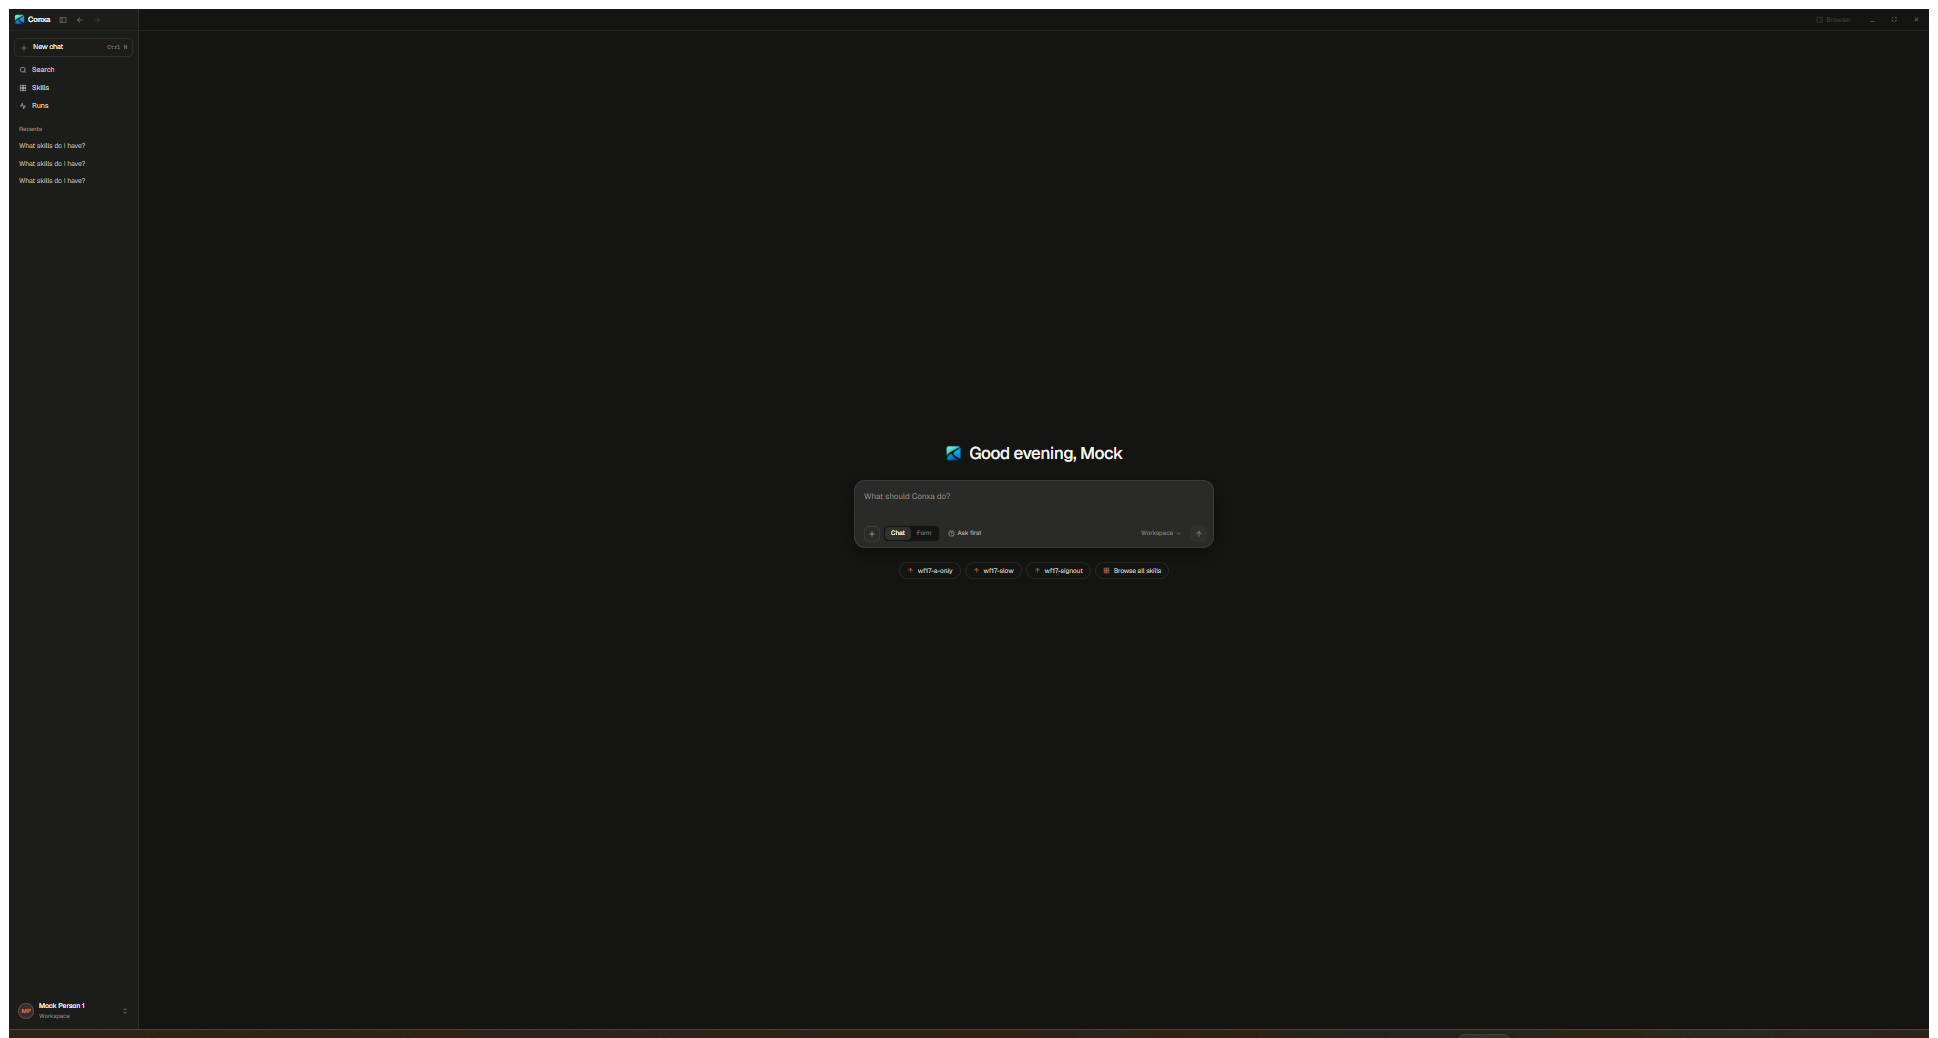 Conxa
Browser
New chat
Ctrl N
Search
Skills
Runs
Recents
What skills do I have?
What skills do I have?
What skills do I have?
Good evening, Mock
What should Conxa do?
Chat
Form
Ask first
Workspace
wf17-a-only
wf17-slow
wf17-signout
Browse all skills
MP
Mock Person 1
Workspace